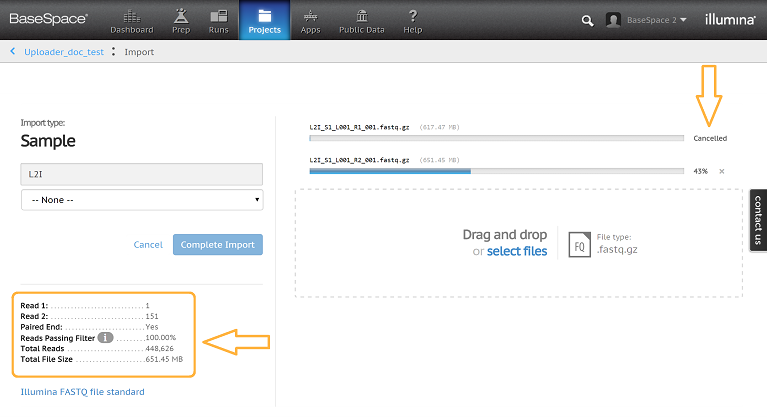 BaseSpace®
Dashboard
Prep
Runs
Projects
Apps
Public Data
Help
BaseSpace 2
illumina®
Uploader_doc_test
Import
Import type:
Sample
L2I
-- None --
Cancel
Complete Import
Read 1: 1
Read 2: 151
Paired End: Yes
Reads Passing Filter i 100.00%
Total Reads 448,626
Total File Size 651.45 MB
Illumina FASTQ file standard
L2I_S1_L001_R1_001.fastq.gz (617.47 MB)
Cancelled
L2I_S1_L001_R2_001.fastq.gz (651.45 MB)
43% ×
Drag and drop
or select files
FQ
File type:
.fastq.gz
contact us